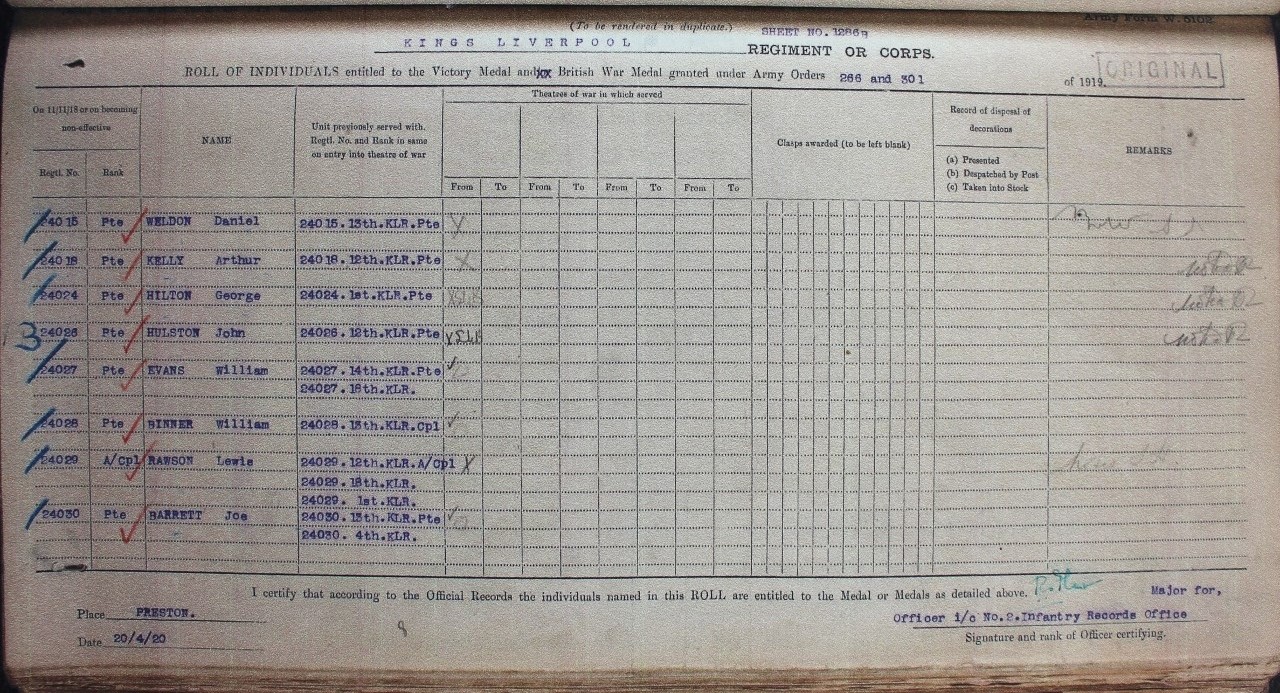 Army Form W.5102.
(To be rendered in duplicate.) SHEET NO.1286
KINGS LIVERPOOL REGIMENT OR CORPS.
ROLL OF INDIVIDUALS entitled to the Victory Medal and British War Medal granted under Army Orders 266 and 301 of 1919.
ORIGINAL
On 11/11/18 or on becoming non-effective
Regtl. No. Rank
NAME
Unit previously served with.
Regtl. No. and Rank in same
on entry into theatre of war
Theatres of war in which served
From To From To From To From To
Clasps awarded (to be left blank)
Record of disposal of
decorations
(a) Presented
(b) Despatched by Post
(c) Taken into Stock
REMARKS
24015 Pte WELDON Daniel 24015.13th.KLR.Pte
24018 Pte KELLY Arthur 24018.12th.KLR.Pte
24024 Pte HILTON George 24024.1st.KLR.Pte
B 24026 Pte HULSTON John 24026.12th.KLR.Pte
24027 Pte EVANS William 24027.14th.KLR.Pte
24027.18th.KLR.
24028 Pte BINNER William 24028.13th.KLR.Cpl
24029 A/Cpl RAWSON Lewis 24029.12th.KLR.A/Cpl
24029.18th.KLR.
24029. 1st.KLR.
24030 Pte BARRETT Joe 24030.13th.KLR.Pte
24030. 4th.KLR.
I certify that according to the Official Records the individuals named in this ROLL are entitled to the Medal or Medals as detailed above.
Major for,
Place PRESTON.
Officer i/c No.2.Infantry Records Office
Date 20/4/20
Signature and rank of Officer certifying.